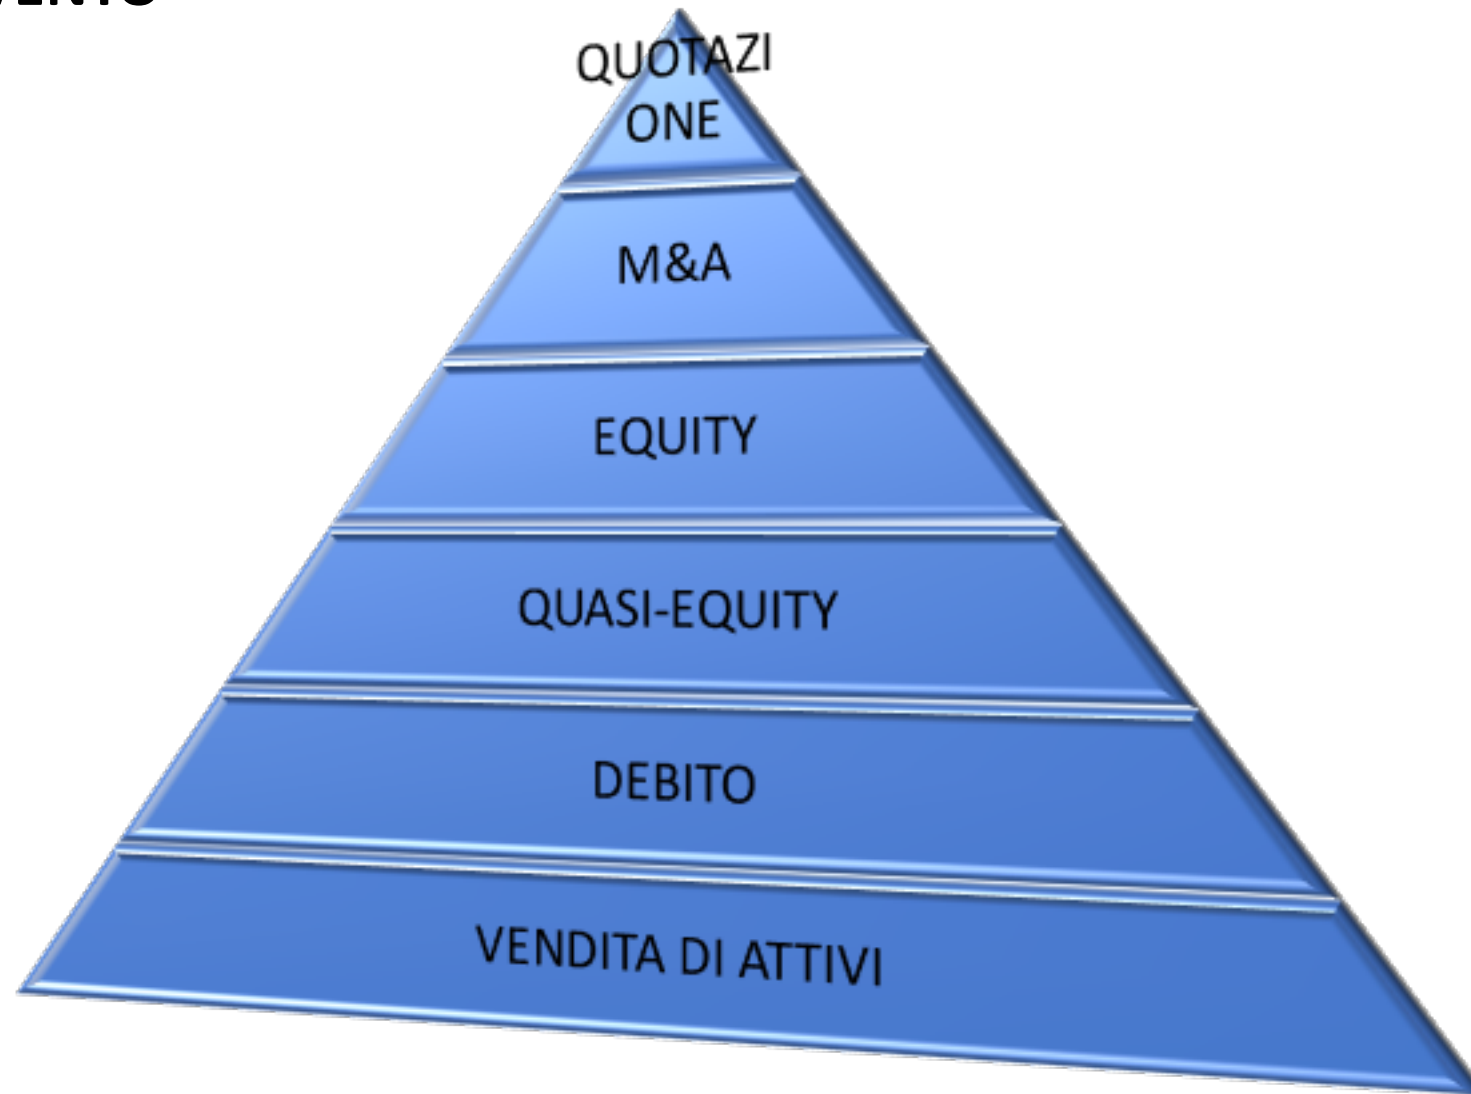 QUOTAZI
ONE
M&A
EQUITY
QUASI-EQUITY
DEBITO
VENDITA DI ATTIVI